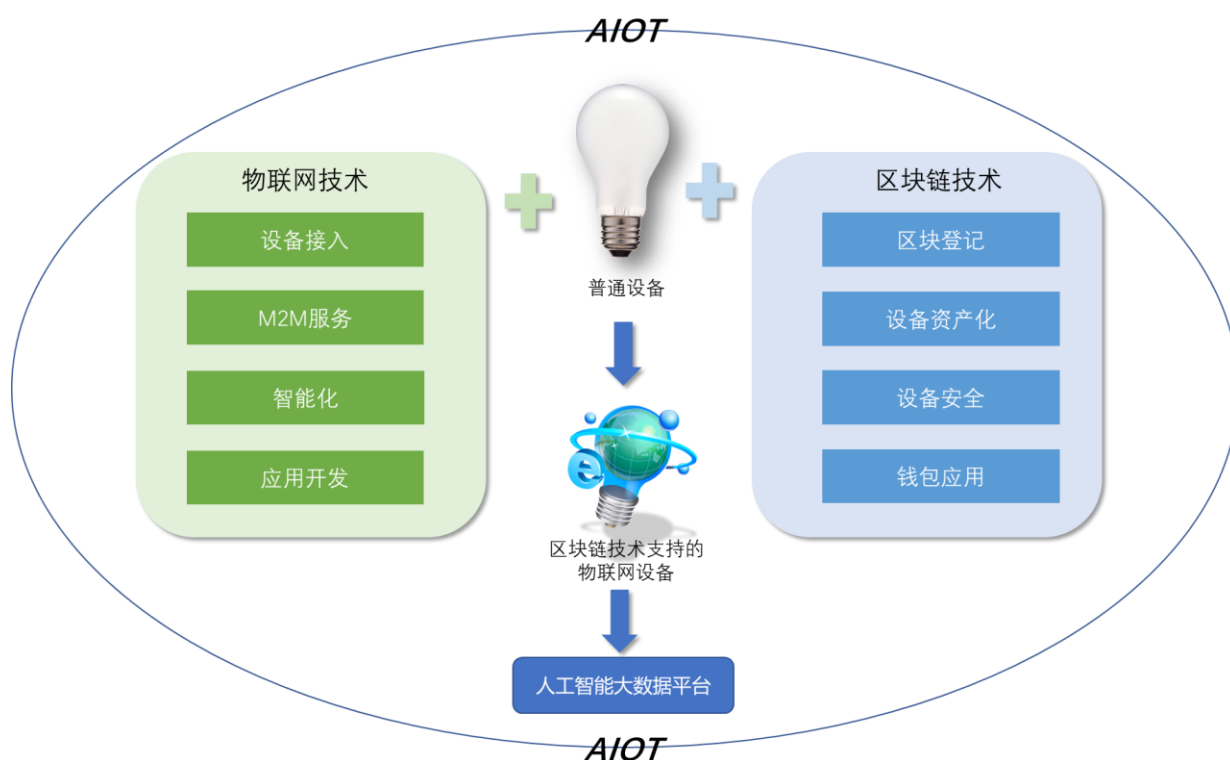 AIOT
物联网技术
设备接入
M2M服务
智能化
应用开发
普通设备
区块链技术支持的
物联网设备
人工智能大数据平台
区块链技术
区块登记
设备资产化
设备安全
钱包应用
AIOT